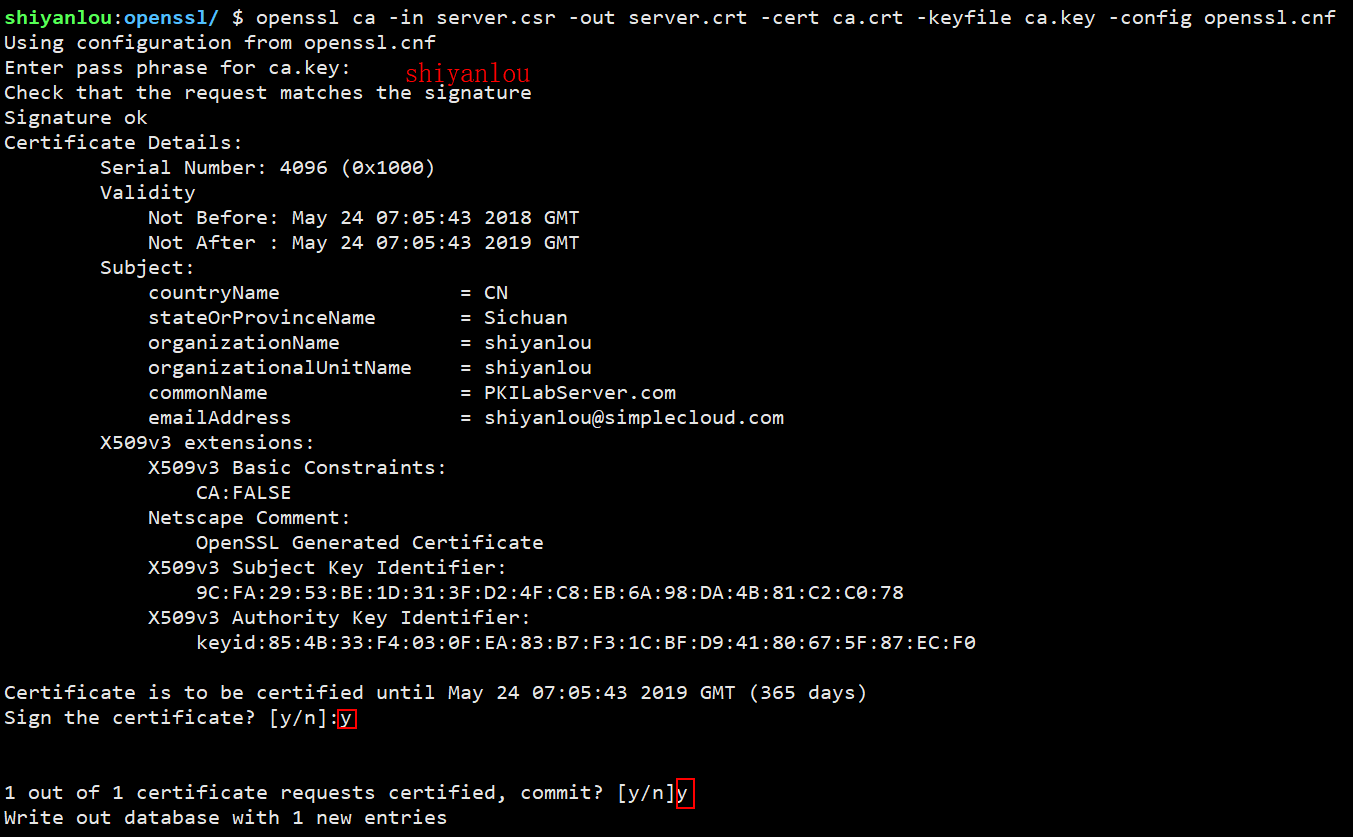 shiyanlou:openssl/ $ openssl ca -in server.csr -out server.crt -cert ca.crt -keyfile ca.key -config openssl.cnf
Using configuration from openssl.cnf
Enter pass phrase for ca.key:
shiyanlou
Check that the request matches the signature
Signature ok
Certificate Details:
Serial Number: 4096 (0x1000)
Validity
Not Before: May 24 07:05:43 2018 GMT
Not After : May 24 07:05:43 2019 GMT
Subject:
countryName = CN
stateOrProvinceName = Sichuan
organizationName = shiyanlou
organizationalUnitName = shiyanlou
commonName = PKILabServer.com
emailAddress = shiyanlou@simplecloud.com
X509v3 extensions:
X509v3 Basic Constraints:
CA:FALSE
Netscape Comment:
OpenSSL Generated Certificate
X509v3 Subject Key Identifier:
9C:FA:29:53:BE:1D:31:3F:D2:4F:C8:EB:6A:98:DA:4B:81:C2:C0:78
X509v3 Authority Key Identifier:
keyid:85:4B:33:F4:03:0F:EA:83:B7:F3:1C:BF:D9:41:80:67:5F:87:EC:F0
Certificate is to be certified until May 24 07:05:43 2019 GMT (365 days)
Sign the certificate? [y/n]:y
1 out of 1 certificate requests certified, commit? [y/n]y
Write out database with 1 new entries